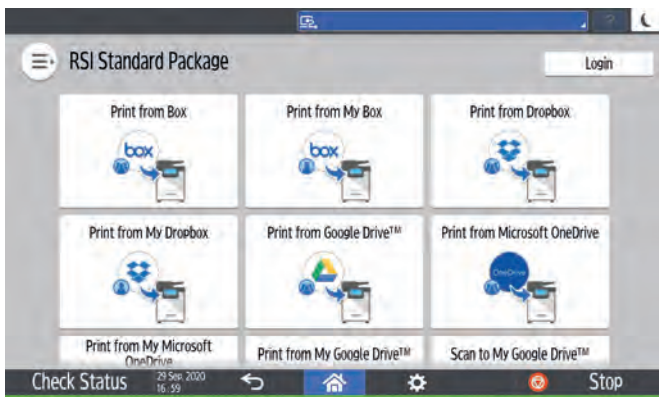 RSI Standard Package
Login
Print from Box
Print from My Box
Print from Dropbox
box
box
Print from My Dropbox
Print from Google Drive™
Print from Microsoft OneDrive
OneDrive
Print from My Microsoft
OneDrive
Print from My Google Drive™
Scan to My Google Drive™
Check Status
29 Sep. 2020
16:59
Stop